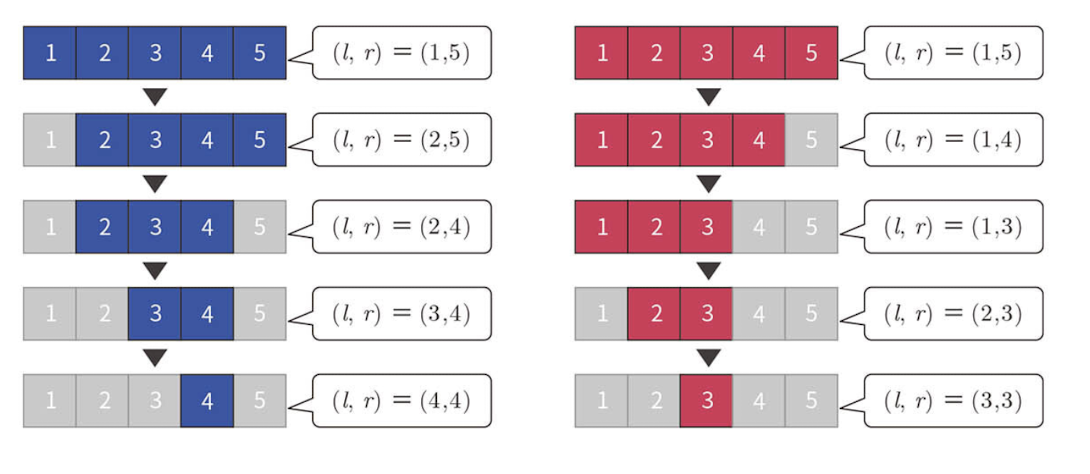 1 2 3 4 5 (l, r) = (1,5)
1 2 3 4 5 (l, r) = (2,5)
1 2 3 4 5 (l, r) = (2,4)
1 2 3 4 5 (l, r) = (3,4)
1 2 3 4 5 (l, r) = (4,4)
1 2 3 4 5 (l, r) = (1,5)
1 2 3 4 5 (l, r) = (1,4)
1 2 3 4 5 (l, r) = (1,3)
1 2 3 4 5 (l, r) = (2,3)
1 2 3 4 5 (l, r) = (3,3)